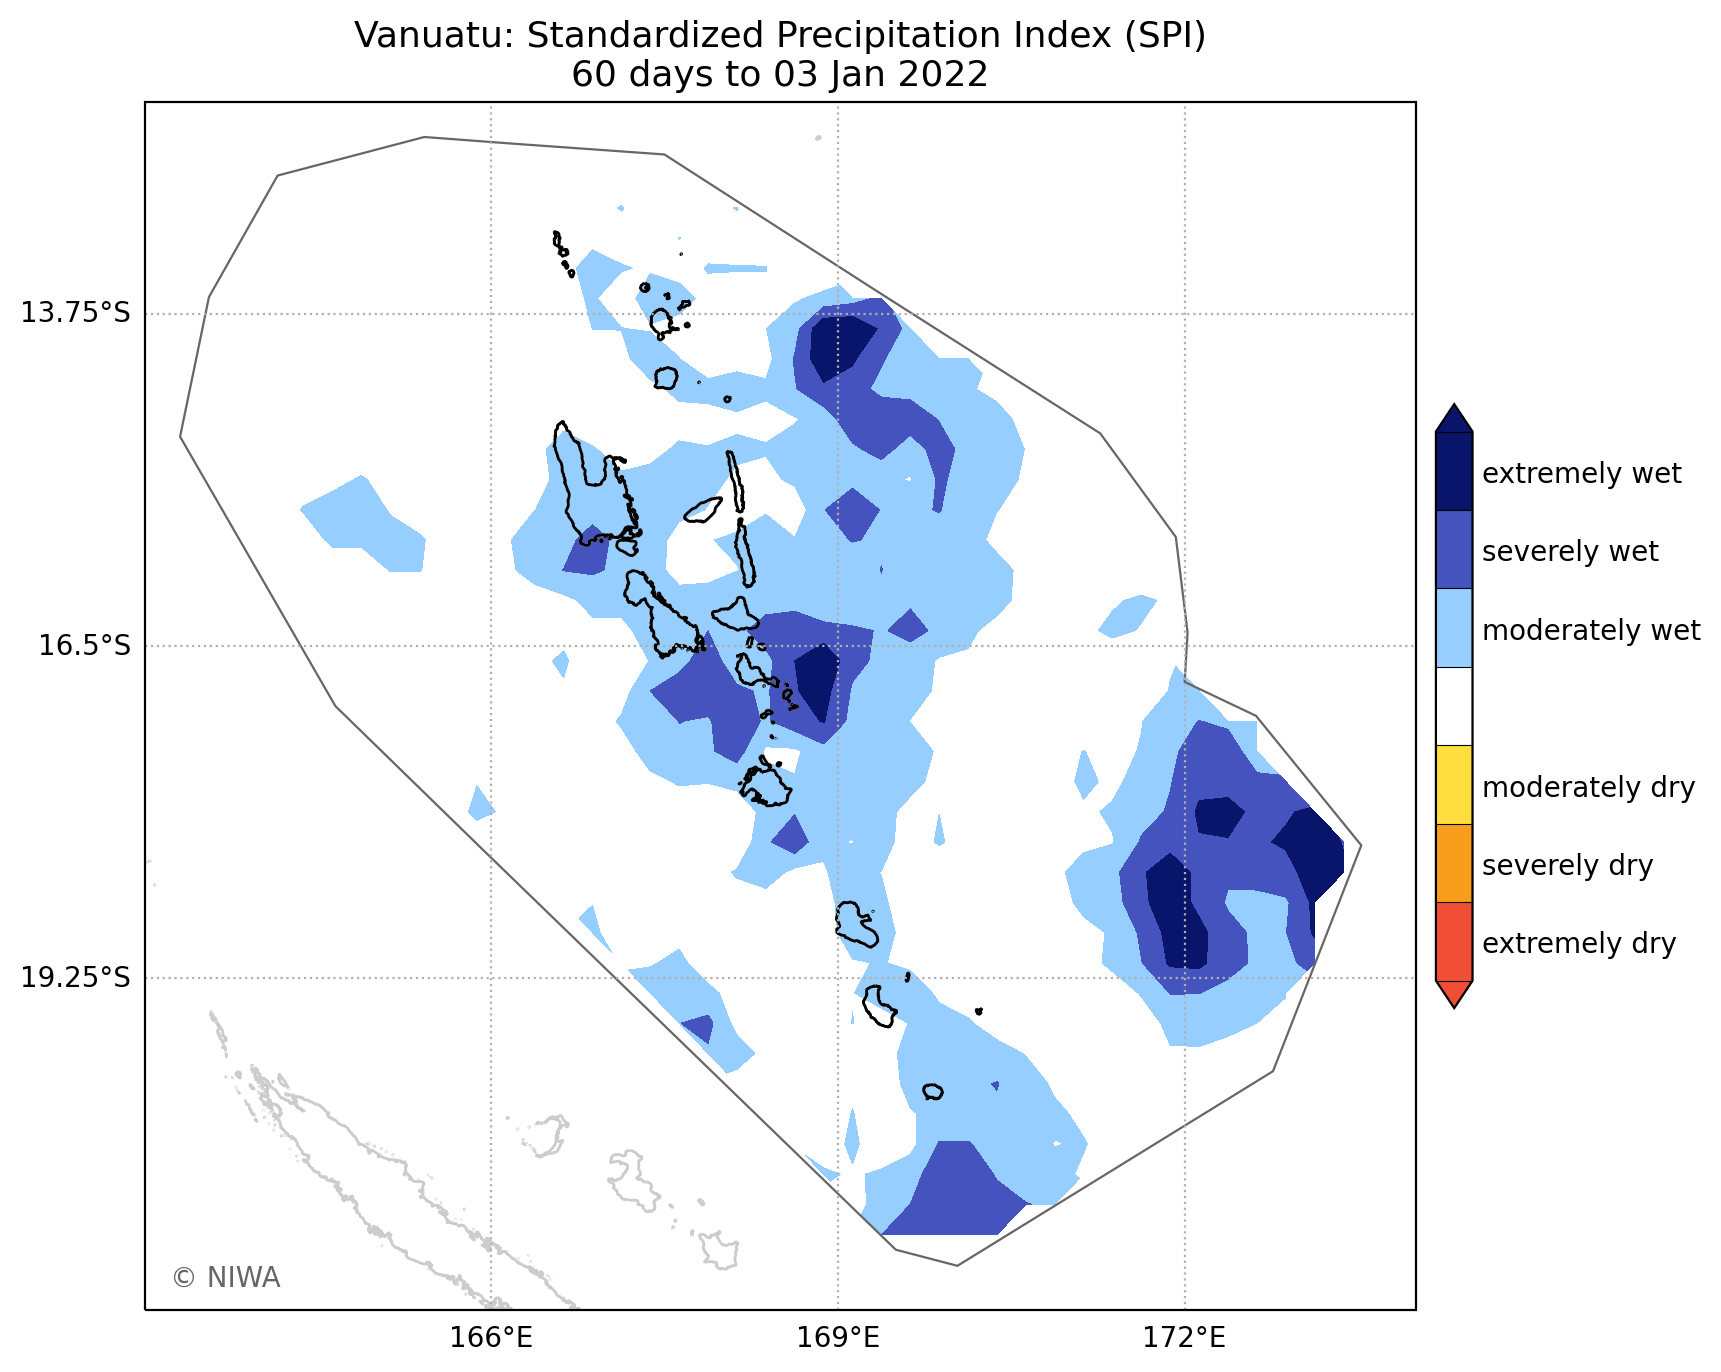 Vanuatu: Standardized Precipitation Index (SPI)
60 days to 03 Jan 2022
13.75°S
16.5°S
19.25°S
166°E
169°E
172°E
extremely wet
severely wet
moderately wet
moderately dry
severely dry
extremely dry
© NIWA